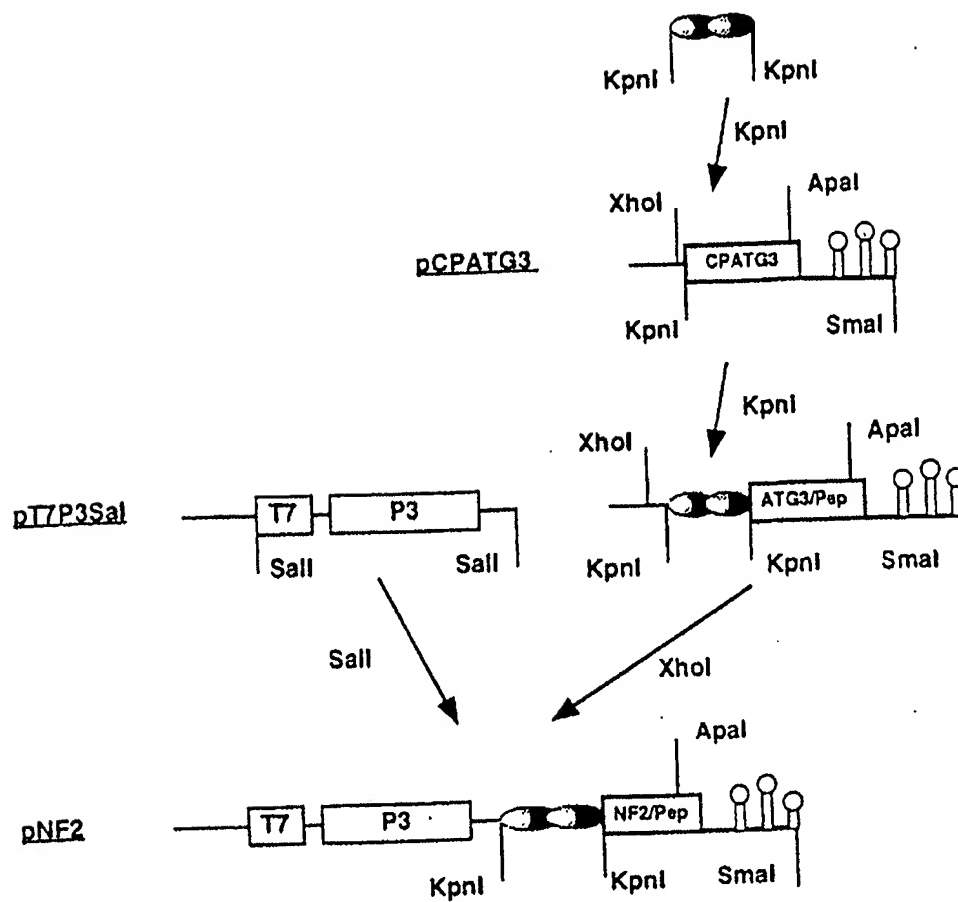 KpnI KpnI
KpnI
XhoI ApaI
pCPATG3 CPATG3
KpnI SmaI
KpnI
XhoI ApaI
pT7P3Sal T7 P3 ATG3/Pep
SalI SalI KpnI KpnI SmaI
SalI XhoI
ApaI
pNF2 T7 P3 NF2/Pep
KpnI KpnI SmaI